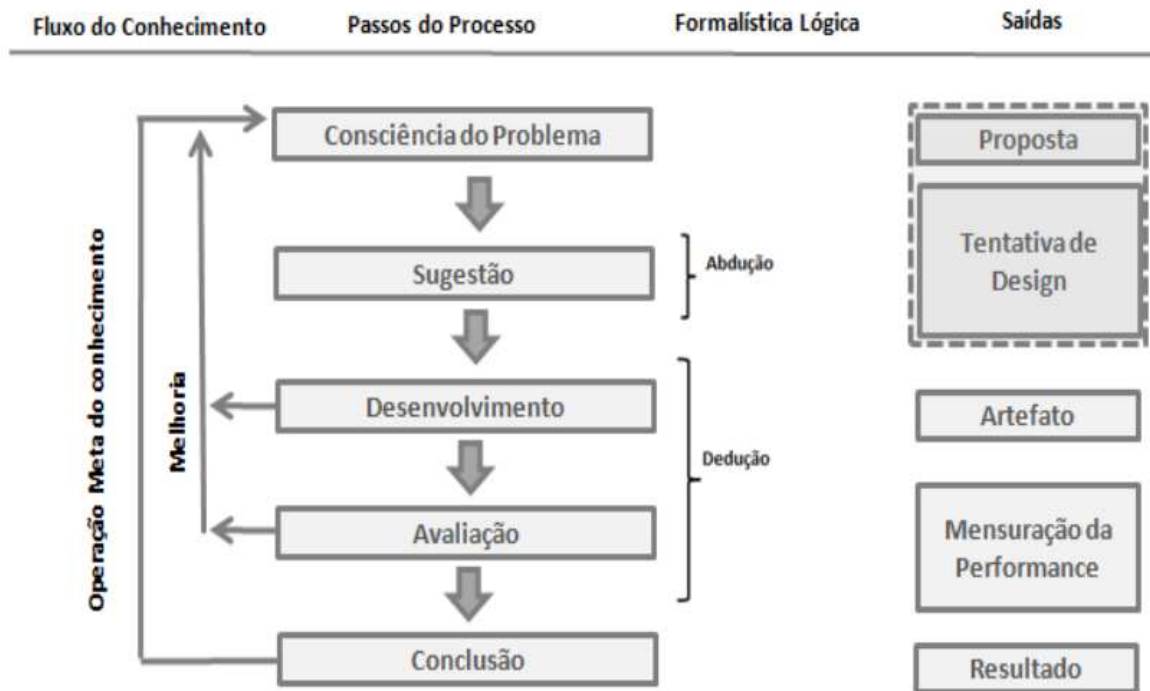 Fluxo do Conhecimento
Passos do Processo
Formalística Lógica
Saídas
Consciência do Problema
Proposta
Sugestão
Abdução
Tentativa de
Design
Operação Meta do conhecimento
Melhoria
Desenvolvimento
Dedução
Artefato
Avaliação
Mensuração da
Performance
Conclusão
Resultado